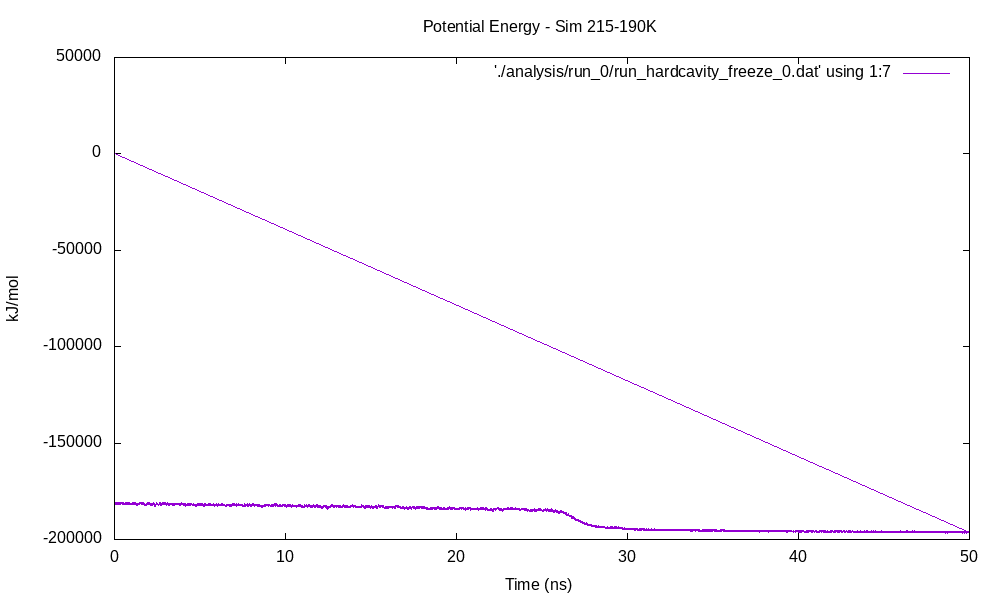 Potential Energy - Sim 215-190K
'./analysis/run_0/run_hardcavity_freeze_0.dat' using 1:7
kJ/mol
50000
0
-50000
-100000
-150000
-200000
0 10 20 30 40 50
Time (ns)